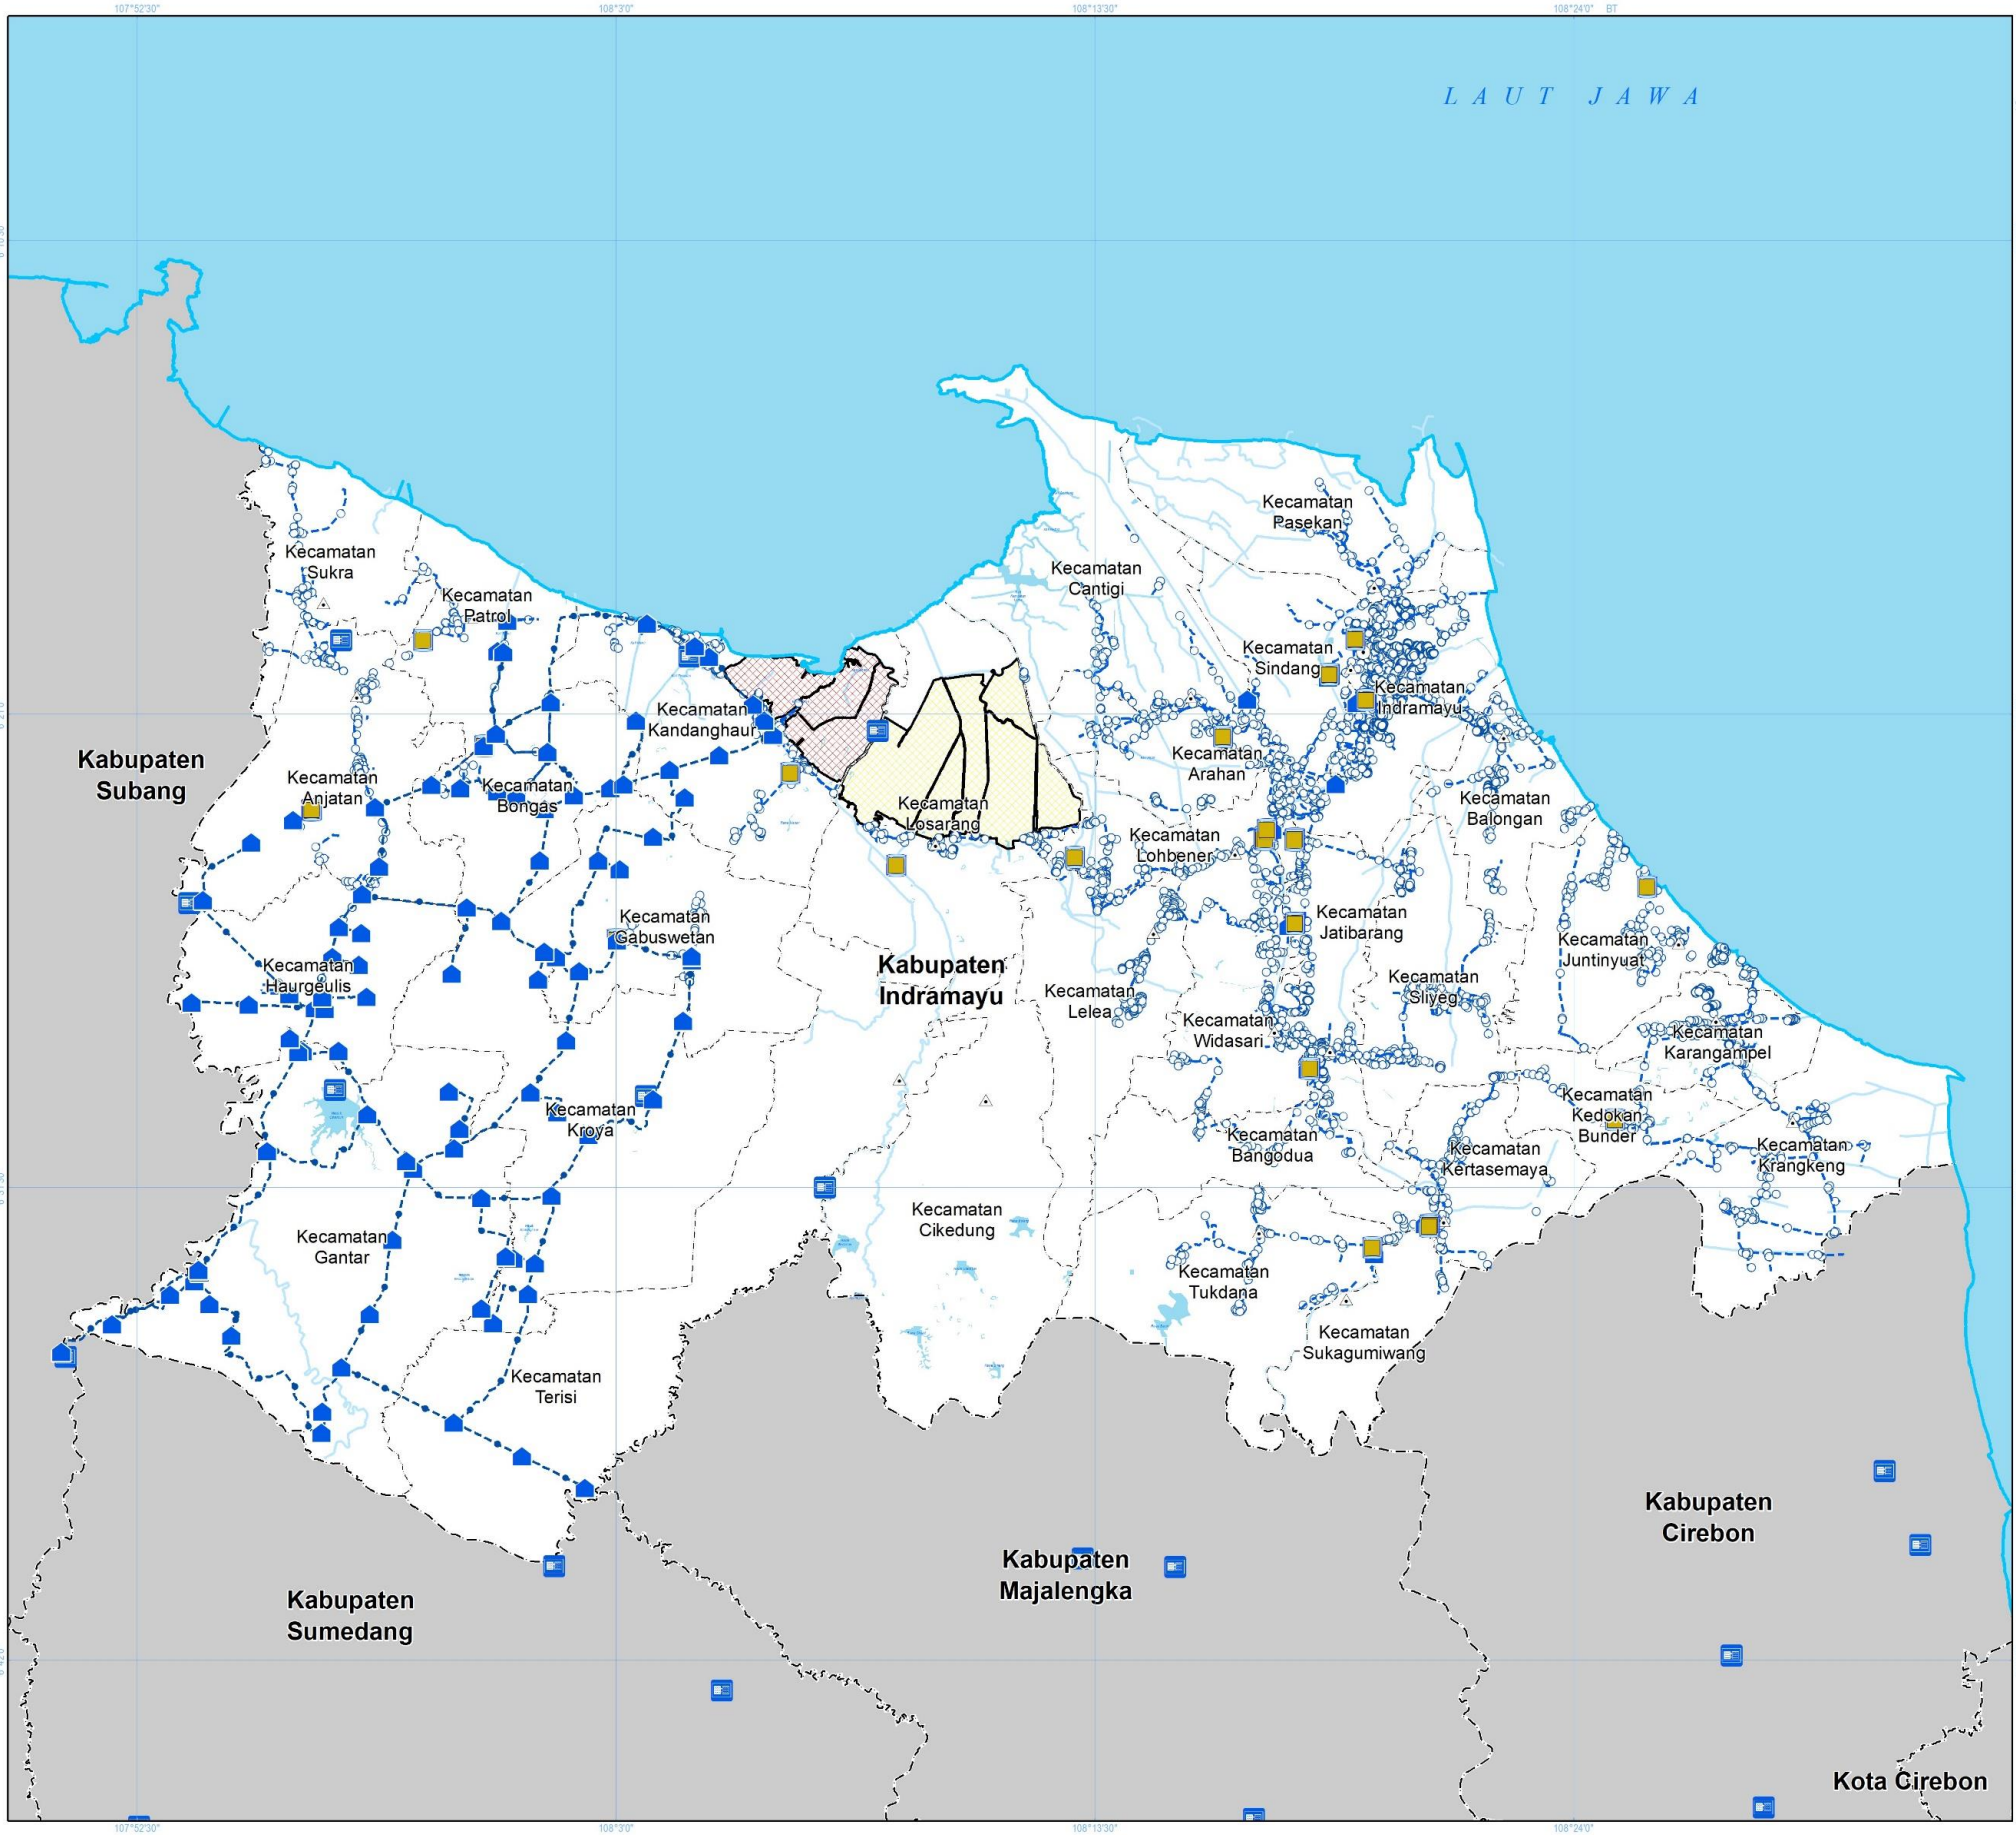 107°52'30"
108°3'0"
108°13'30"
108°24'0" BT
LAUT JAWA
Kecamatan
Pasekan
Kecamatan
Sukra
Kecamatan
Cantigi
Kecamatan
Patrol
Kecamatan
Sindang
Kecamatan
Indramayu
Kecamatan
Kandanghaur
Kabupaten
Subang
Kecamatan
Arahan
Kecamatan
Anjatan
Kecamatan
Bongas
Kecamatan
Balongan
Kecamatan
Losarang
Kecamatan
Lohbener
Kecamatan
Gabuswetan
Kecamatan
Jatibarang
Kecamatan
Juntinyuat
Kecamatan
Haurgeulis
Kabupaten
Indramayu
Kecamatan
Sliyeg
Kecamatan
Lelea
Kecamatan
Widasari
Kecamatan
Karangampel
Kecamatan
Kroya
Kecamatan
Kedokan
Bunder
Kecamatan
Bangodua
Kecamatan
Kertasemaya
Kecamatan
Krangkeng
Kecamatan
Cikedung
Kecamatan
Gantar
Kecamatan
Tukdana
Kecamatan
Sukagumiwang
Kecamatan
Terisi
Kabupaten
Cirebon
Kabupaten
Majalengka
Kabupaten
Sumedang
Kota Cirebon
107°52'30"
108°3'0"
108°13'30"
108°24'0"